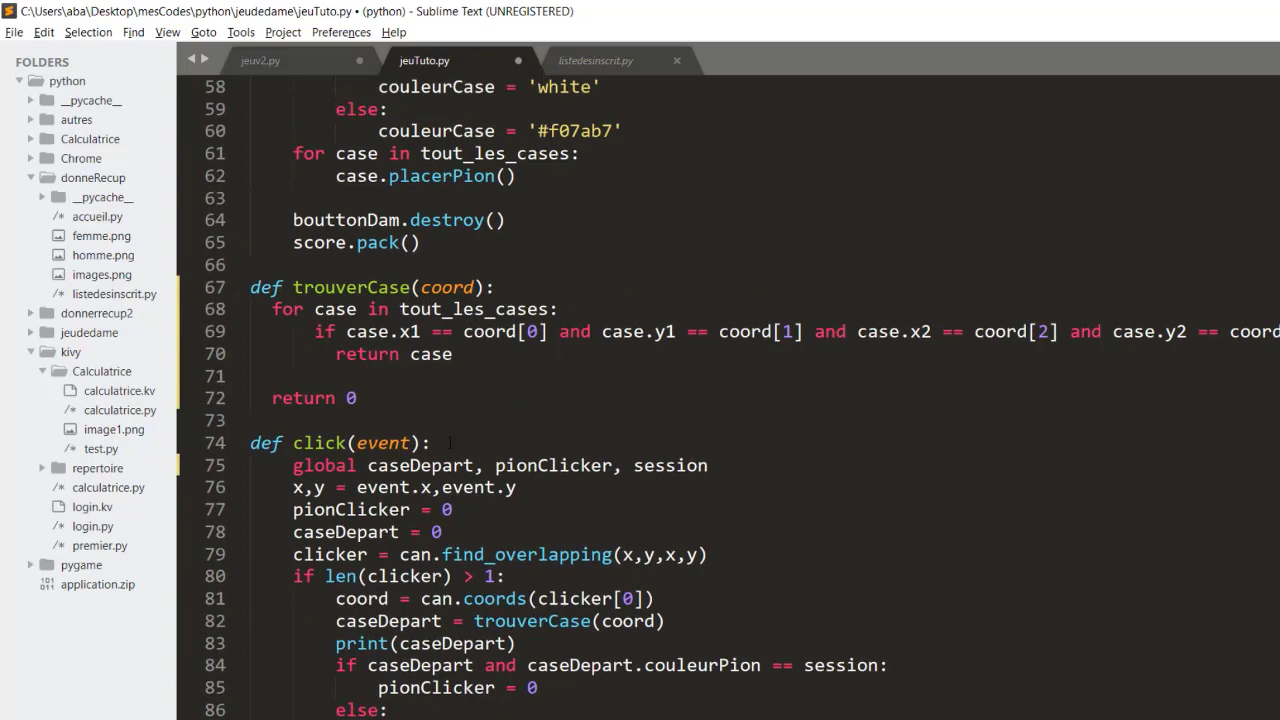 C:\Users\aba\Desktop\mesCodes\python\jeudedame\jeuTuto.py • (python) - Sublime Text (UNREGISTERED)
File Edit Selection Find View Goto Tools Project Preferences Help
FOLDERS
python
__pycache__
autres
Calculatrice
Chrome
donneRecup
__pycache__
accueil.py
femme.png
homme.png
images.png
listedesinscrit.py
donnerrecup2
jeudedame
kivy
Calculatrice
calculatrice.kv
calculatrice.py
image1.png
test.py
repertoire
calculatrice.py
login.kv
login.py
premier.py
pygame
application.zip
jeuv2.py jeuTuto.py listedesinscrit.py
58 couleurCase = 'white'
59 else:
60 couleurCase = '#f07ab7'
61 for case in tout_les_cases:
62 case.placerPion()
63
64 bouttonDam.destroy()
65 score.pack()
66
67 def trouverCase(coord):
68 for case in tout_les_cases:
69 if case.x1 == coord[0] and case.y1 == coord[1] and case.x2 == coord[2] and case.y2 == coord
70 return case
71
72 return 0
73
74 def click(event):
75 global caseDepart, pionClicker, session
76 x,y = event.x,event.y
77 pionClicker = 0
78 caseDepart = 0
79 clicker = can.find_overlapping(x,y,x,y)
80 if len(clicker) > 1:
81 coord = can.coords(clicker[0])
82 caseDepart = trouverCase(coord)
83 print(caseDepart)
84 if caseDepart and caseDepart.couleurPion == session:
85 pionClicker = 0
86 else: